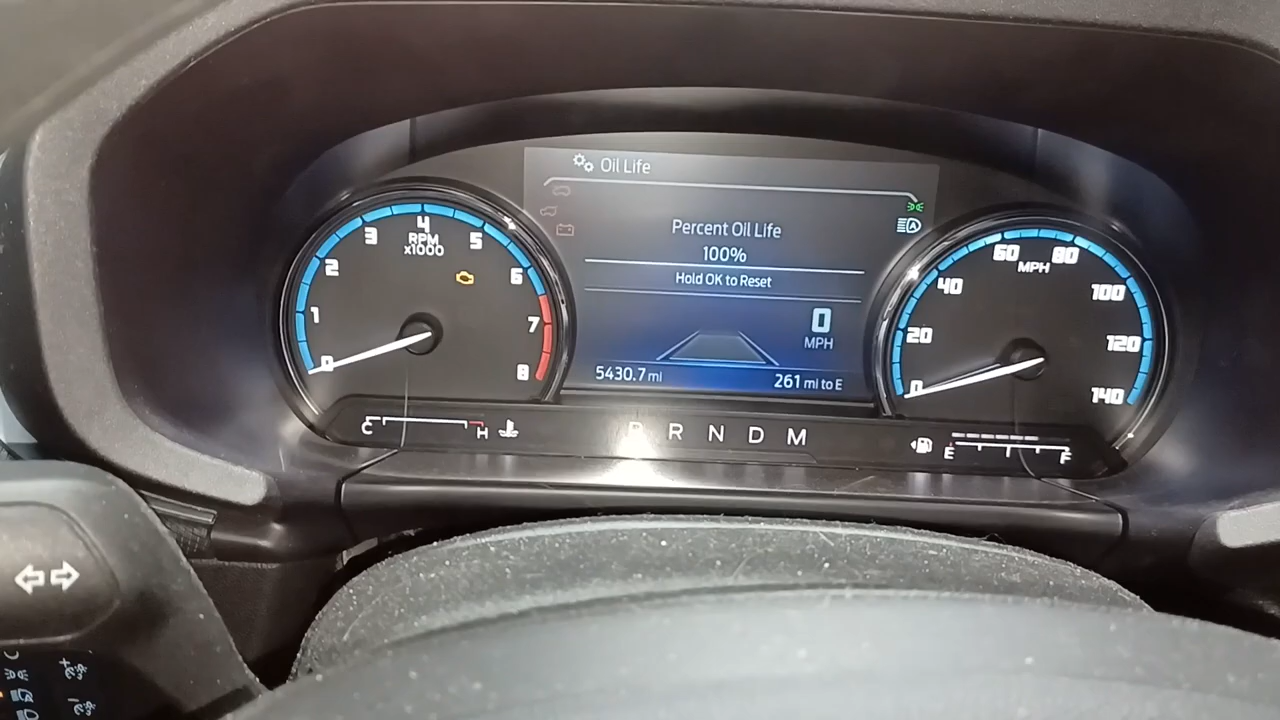 Oil Life
Percent Oil Life
100%
Hold OK to Reset
0
MPH
5430.7 mi
261 mi to E
0
1
2
3
4
5
6
7
8
RPM
x1000
0
20
40
60
80
100
120
140
MPH
C
H
P R N D M
E
F